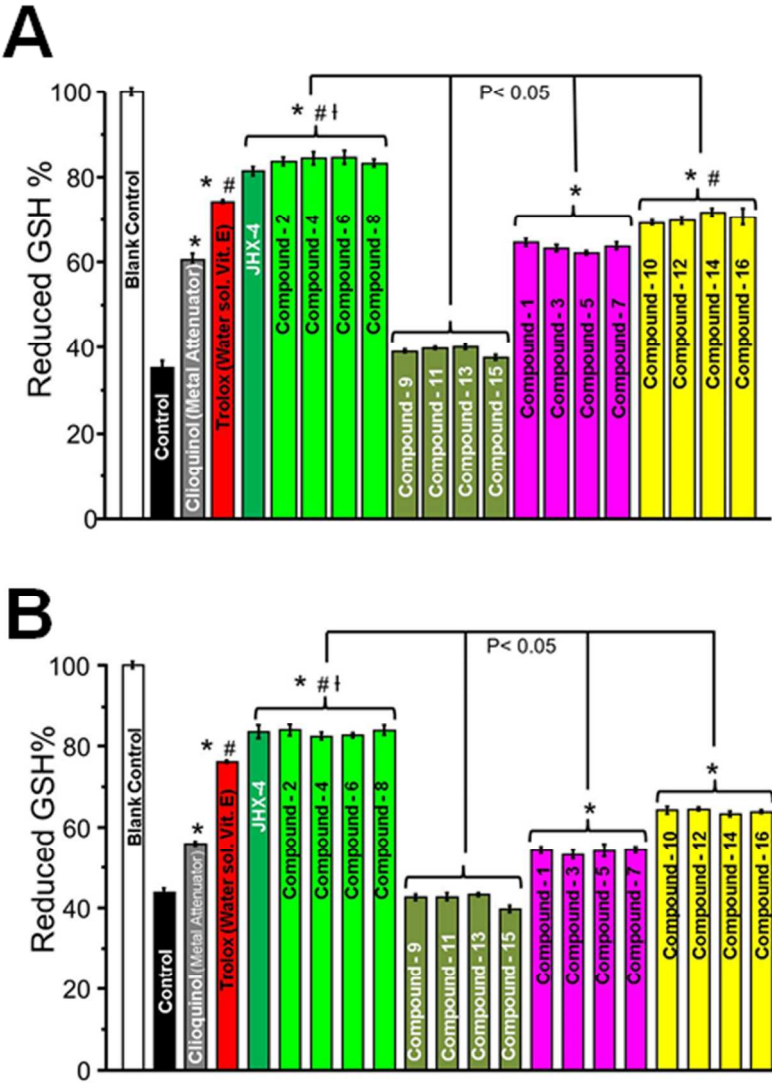 A
Reduced GSH %
100
80
60
40
20
0
P< 0.05
Blank Control
Control
*
Clioquinol (Metal Attenuator)
* #
Trolox (Water sol. Vit. E)
* # ƚ
JHX-4
Compound - 2
Compound - 4
Compound - 6
Compound - 8
Compound - 9
Compound - 11
Compound - 13
Compound - 15
*
Compound - 1
Compound - 3
Compound - 5
Compound - 7
* #
Compound - 10
Compound - 12
Compound - 14
Compound - 16
B
Reduced GSH%
100
80
60
40
20
0
P< 0.05
Blank Control
Control
*
Clioquinol (Metal Attenuator)
* #
Trolox (Water sol. Vit. E)
* # ƚ
JHX-4
Compound - 2
Compound - 4
Compound - 6
Compound - 8
Compound - 9
Compound - 11
Compound - 13
Compound - 15
*
Compound - 1
Compound - 3
Compound - 5
Compound - 7
*
Compound - 10
Compound - 12
Compound - 14
Compound - 16